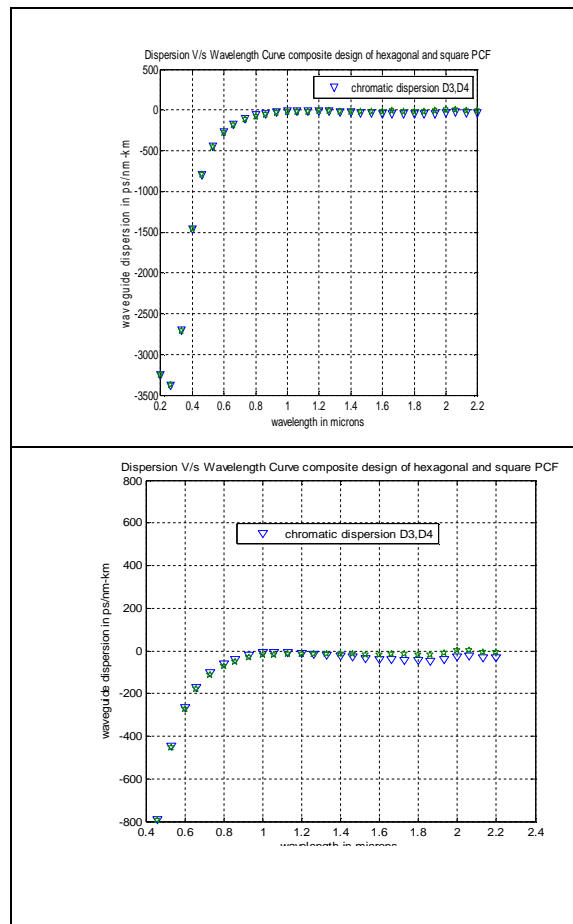 Dispersion V/s Wavelength Curve composite design of hexagonal and square PCF
500
0
-500
-1000
-1500
-2000
-2500
-3000
-3500
waveguide dispersion in ps/nm-km
chromatic dispersion D3,D4
0.2 0.4 0.6 0.8 1 1.2 1.4 1.6 1.8 2 2.2
wavelength in microns
Dispersion V/s Wavelength Curve composite design of hexagonal and square PCF
800
600
400
200
0
-200
-400
-600
-800
waveguide dispersion in ps/nm-km
chromatic dispersion D3,D4
0.4 0.6 0.8 1 1.2 1.4 1.6 1.8 2 2.2 2.4
wavelength in microns